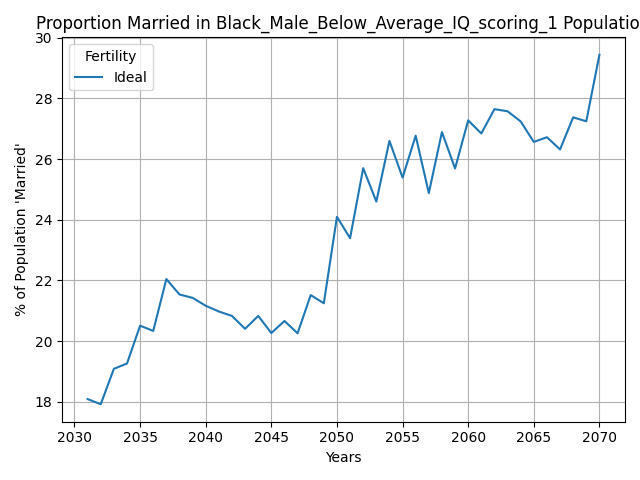 Proportion Married in Black_Male_Below_Average_IQ_scoring_1 Populatio
30
28
26
24
22
20
18
% of Population 'Married'
Fertility
Ideal
2030 2035 2040 2045 2050 2055 2060 2065 2070
Years